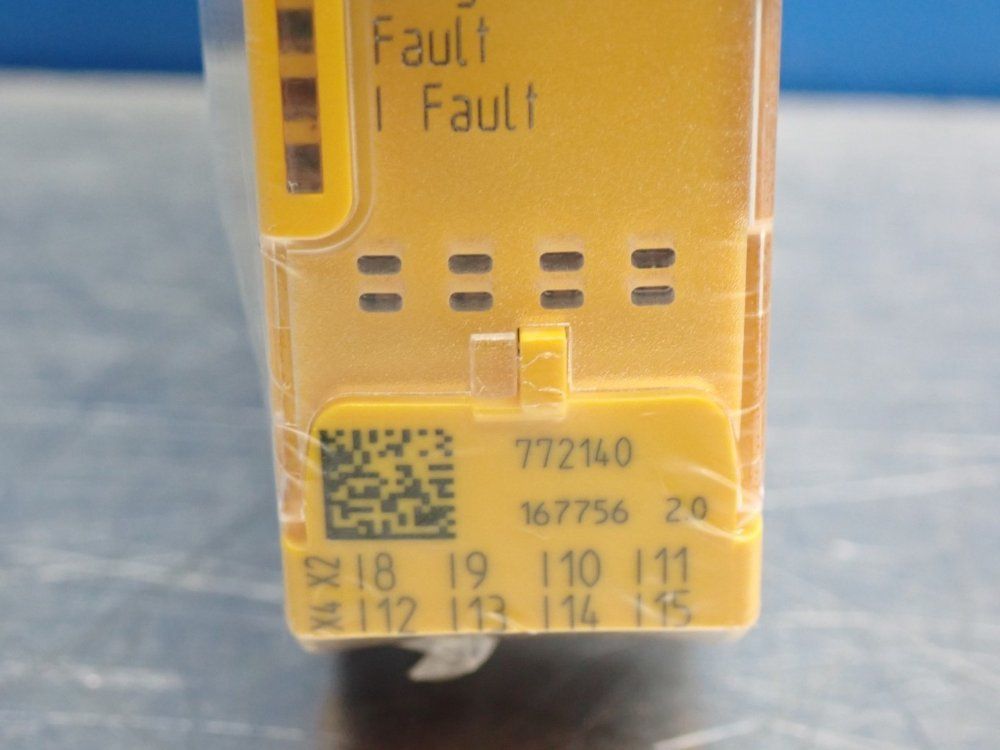 Fault
I Fault
772140
167756 2.0
X2 I8 I9 I10 I11
X4 I12 I13 I14 I15